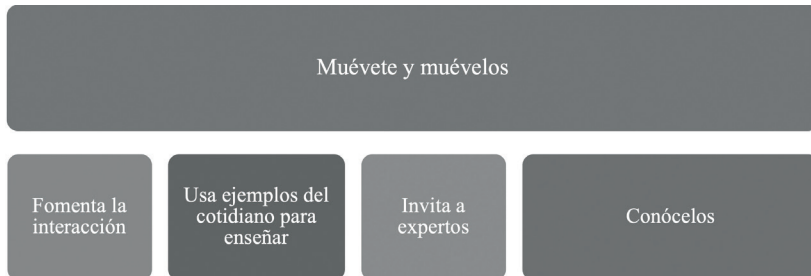 Muévete y muévelos
Fomenta la
interacción
Usa ejemplos del
cotidiano para
enseñar
Invita a
expertos
Conócelos